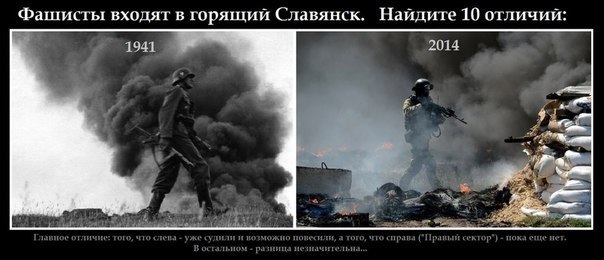 Фашисты входят в горящий Славянск. Найдите 10 отличий:
1941
2014
Главное отличие: того, что слева - уже судили и возможно повесили, а того, что справа ("Правый сектор") - пока еще нет.
В остальном - разница незначительна...